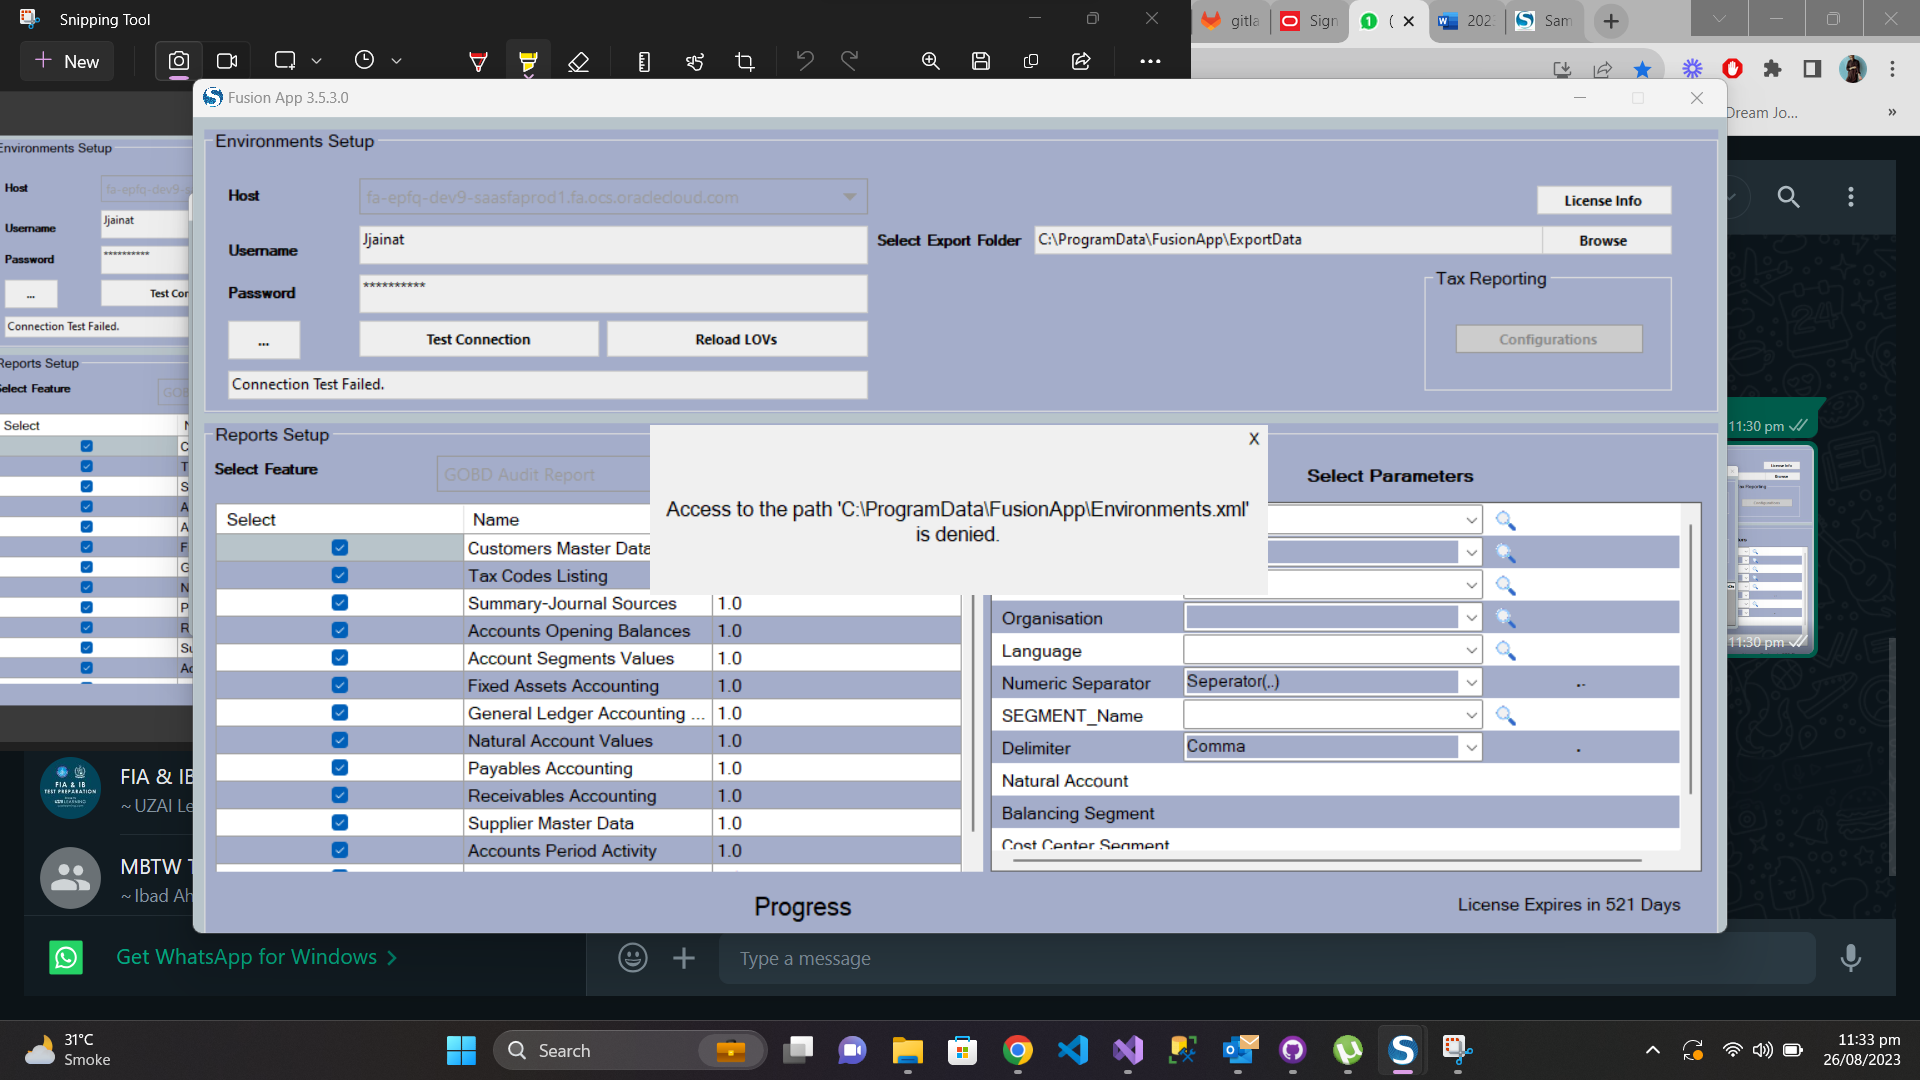 Snipping Tool
New
gitla
Sign
(
202
Sam
Dream Jo...
»
Fusion App 3.5.3.0
Environments Setup
Host
fa-epfq-dev9-saasfaprod1.fa.ocs.oraclecloud.com
License Info
Username
Jjainat
Select Export Folder
C:\ProgramData\FusionApp\ExportData
Browse
Password
**********
Tax Reporting
Configurations
...
Test Connection
Reload LOVs
Connection Test Failed.
Environments Setup
Host
fa-epfq-dev9-s
Username
Jjainat
Password
**********
...
Test Con
Connection Test Failed.
Reports Setup
Select Feature
GOB
Select
Reports Setup
Select Feature
GOBD Audit Report
X
Access to the path 'C:\ProgramData\FusionApp\Environments.xml'
is denied.
Select
Name
Customers Master Data
Tax Codes Listing
Summary-Journal Sources 1.0
Accounts Opening Balances 1.0
Account Segments Values 1.0
Fixed Assets Accounting 1.0
General Ledger Accounting ... 1.0
Natural Account Values 1.0
Payables Accounting 1.0
Receivables Accounting 1.0
Supplier Master Data 1.0
Accounts Period Activity 1.0
Select Parameters
Organisation
Language
Numeric Separator Seperator(,.) .-
SEGMENT_Name
Delimiter Comma .
Natural Account
Balancing Segment
Cost Center Segment
Progress
License Expires in 521 Days
11:30 pm
License Info
Browse
11:30 pm
FIA & IB
TEST PREPARATION
FIA & IB
~ UZAI Le
MBTW T
~ Ibad Ah
Get WhatsApp for Windows
Type a message
31°C
Smoke
Search
11:33 pm
26/08/2023